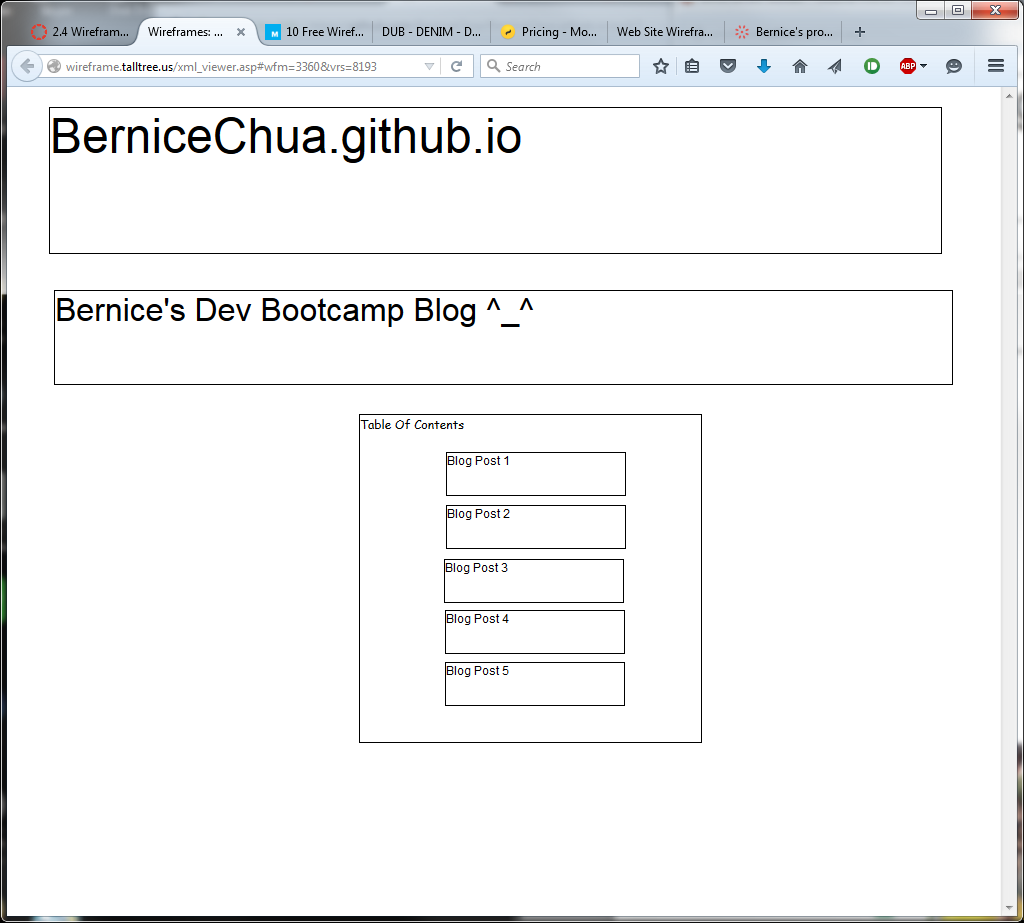 2.4 Wirefram...
Wireframes: ...
10 Free Wiref...
DUB - DENIM - D...
Pricing - Mo...
Web Site Wirefra...
Bernice's pro...
wireframe.talltree.us/xml_viewer.asp#wfm=3360&vrs=8193
Search
ABP
BerniceChua.github.io
Bernice's Dev Bootcamp Blog ^_^
Table Of Contents
Blog Post 1
Blog Post 2
Blog Post 3
Blog Post 4
Blog Post 5